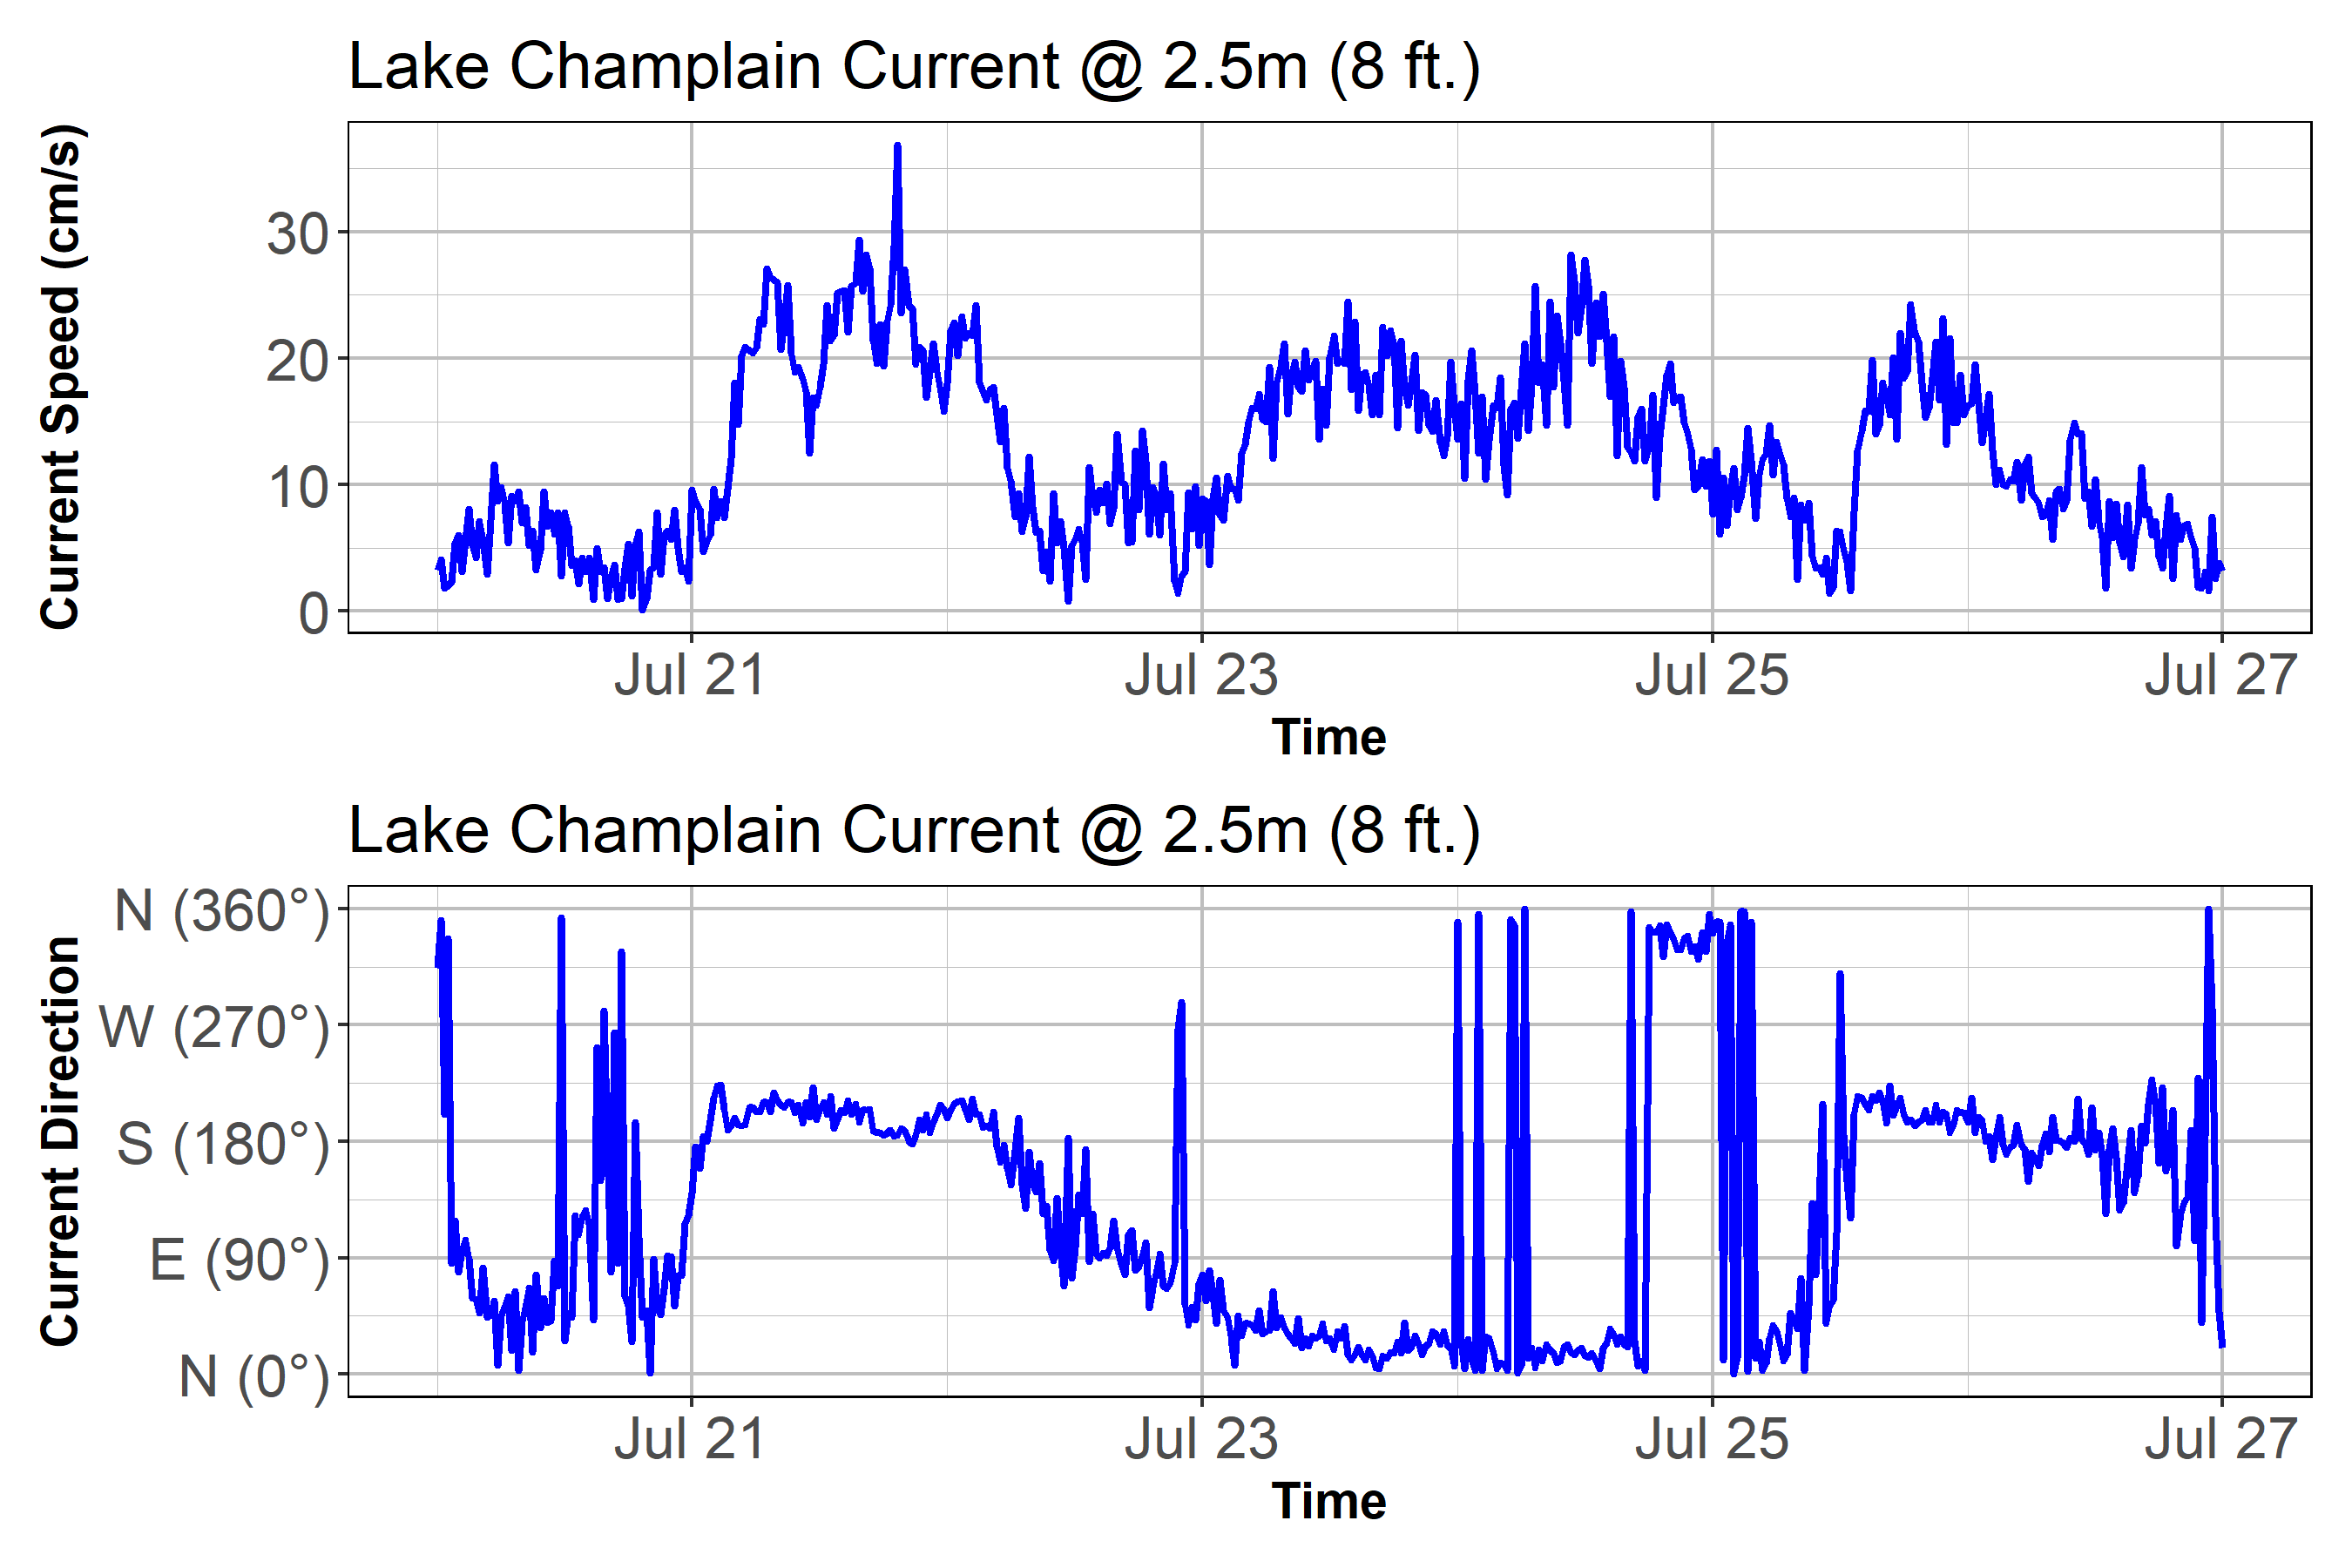 Lake Champlain Current @ 2.5m (8 ft.)
Current Speed (cm/s)
30
20
10
0
Jul 21 Jul 23 Jul 25 Jul 27
Time
Lake Champlain Current @ 2.5m (8 ft.)
Current Direction
N (360°)
W (270°)
S (180°)
E (90°)
N (0°)
Jul 21 Jul 23 Jul 25 Jul 27
Time